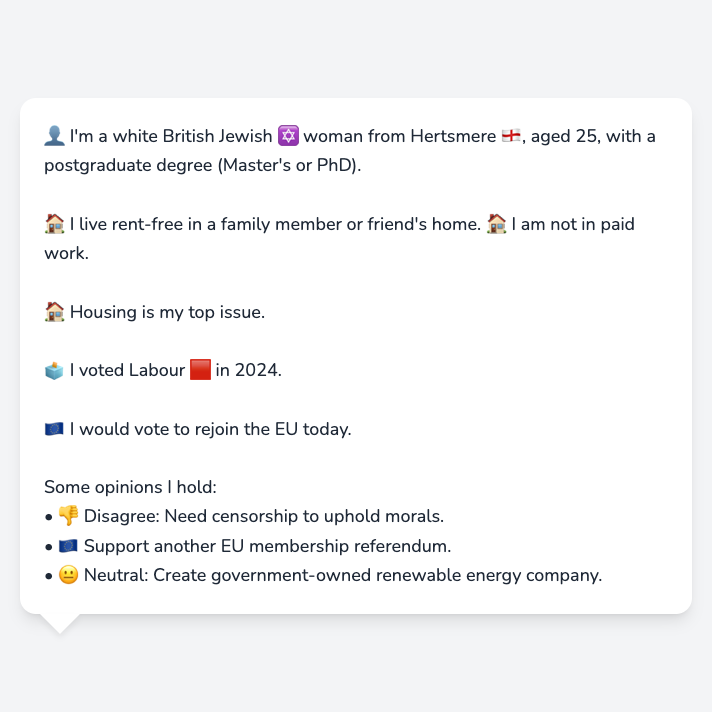 👤 I'm a white British Jewish ✡️ woman from Hertsmere 🏴󠁧󠁢󠁥󠁮󠁧󠁿, aged 25, with a
postgraduate degree (Master's or PhD).
🏠 I live rent-free in a family member or friend's home. 🏠 I am not in paid
work.
🏠 Housing is my top issue.
🗳️ I voted Labour 🟥 in 2024.
🇪🇺 I would vote to rejoin the EU today.
Some opinions I hold:
• 👎 Disagree: Need censorship to uphold morals.
• 🇪🇺 Support another EU membership referendum.
• 😐 Neutral: Create government-owned renewable energy company.